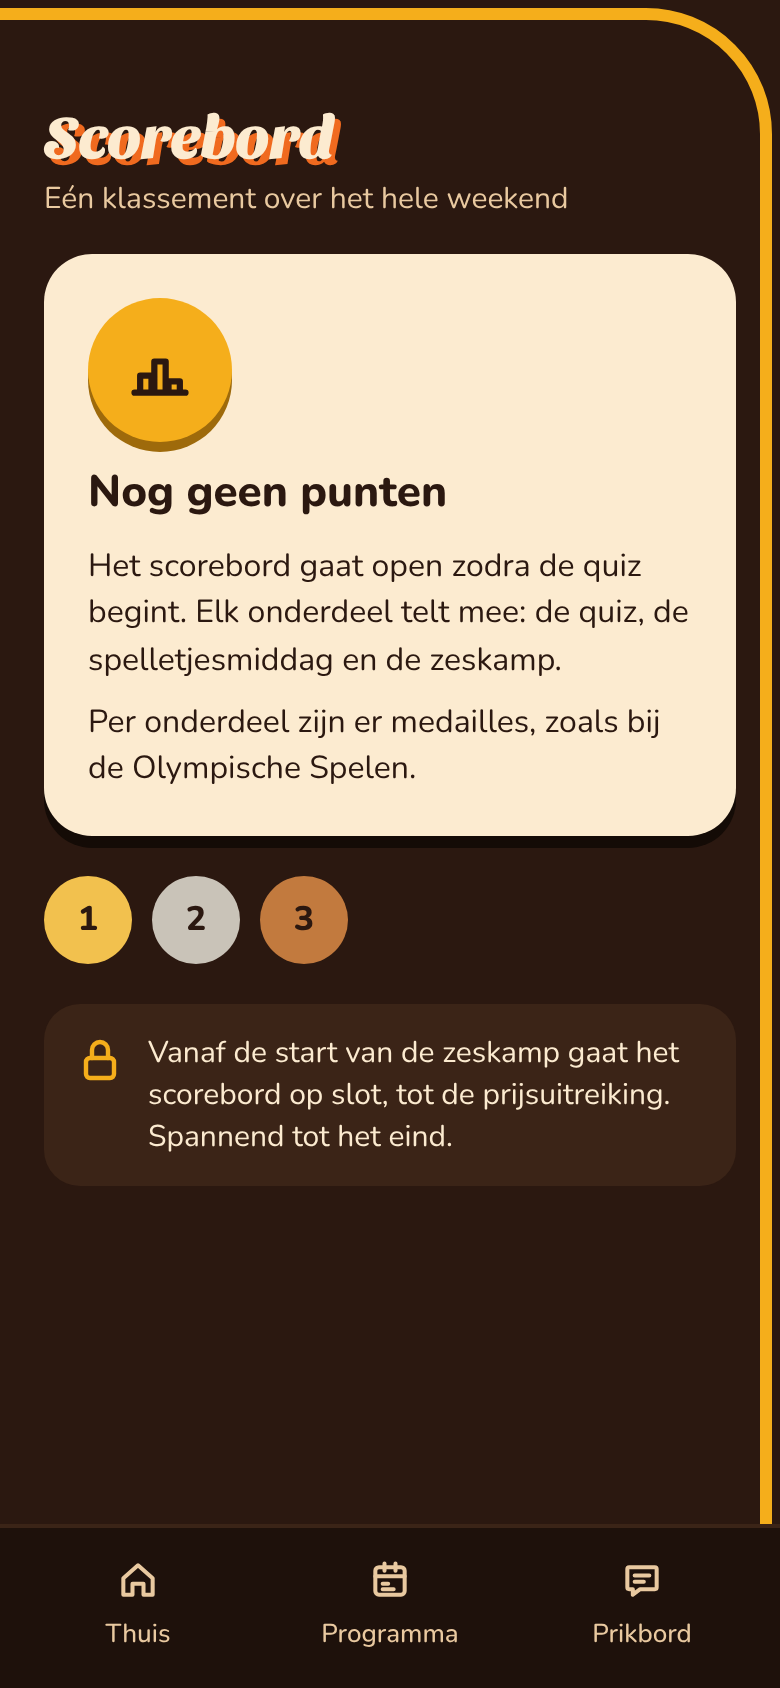 Scorebord
Eén klassement over het hele weekend
Nog geen punten
Het scorebord gaat open zodra de quiz
begint. Elk onderdeel telt mee: de quiz, de
spelletjesmiddag en de zeskamp.
Per onderdeel zijn er medailles, zoals bij
de Olympische Spelen.
1 2 3
Vanaf de start van de zeskamp gaat het
scorebord op slot, tot de prijsuitreiking.
Spannend tot het eind.
Thuis Programma Prikbord